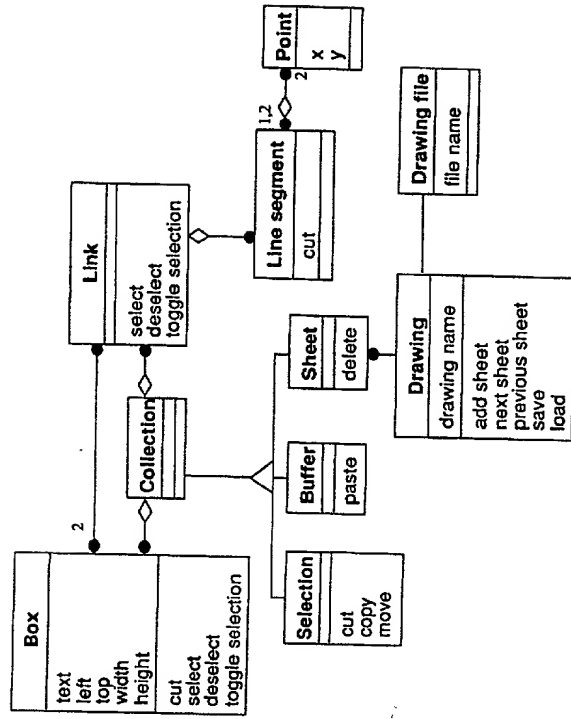 Box
text
left
top
width
height
cut
select
deselect
toggle selection
2
Link
select
deselect
toggle selection
Collection
Line segment
cut
1,2
2
Point
x
y
Selection
cut
copy
move
Buffer
paste
Sheet
delete
Drawing
drawing name
add sheet
next sheet
previous sheet
save
load
Drawing file
file name